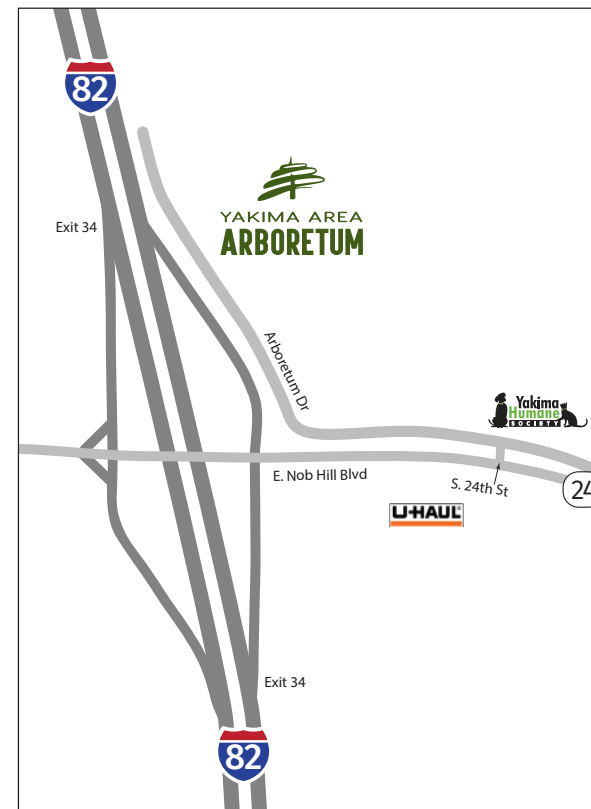 82
Exit 34
YAKIMA AREA
ARBORETUM
Arboretum Dr
Yakima
Humane
SOCIETY
E. Nob Hill Blvd
S. 24th St
24
U-HAUL
Exit 34
82